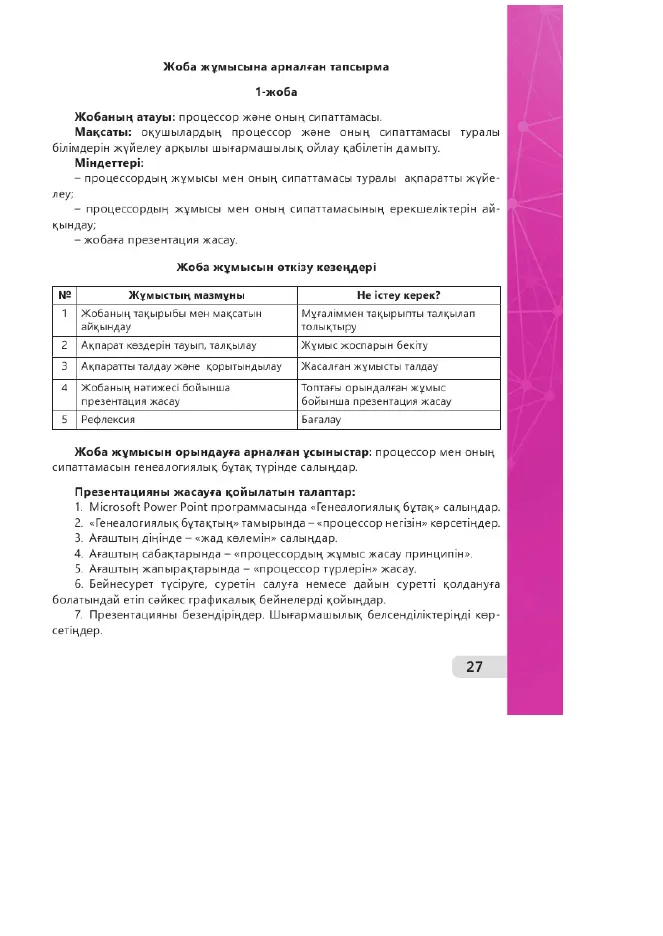 Жоба жұмысына арналған тапсырма
1-жоба
Жобаның атауы: процессор және оның сипаттамасы.
Мақсаты: оқушылардың процессор және оның сипаттамасы туралы
білімдерін жүйелеу арқылы шығармашылық ойлау қабілетін дамыту.
Міндеттері:
– процессордың жұмысы мен оның сипаттамасы туралы ақпаратты жүйе-
леу;
– процессордың жұмысы мен оның сипаттамасының ерекшеліктерін ай-
қындау;
– жобаға презентация жасау.
Жоба жұмысын өткізу кезеңдері
№ Жұмыстың мазмұны Не істеу керек?
1 Жобаның тақырыбы мен мақсатын Мұғаліммен тақырыпты талқылап
айқындау толықтыру
2 Ақпарат көздерін тауып, талқылау Жұмыс жоспарын бекіту
3 Ақпаратты талдау және қорытындылау Жасалған жұмысты талдау
4 Жобаның нәтижесі бойынша Топтағы орындалған жұмыс
презентация жасау бойынша презентация жасау
5 Рефлексия Бағалау
Жоба жұмысын орындауға арналған ұсыныстар: процессор мен оның
сипаттамасын генеалогиялық бұтақ түрінде салыңдар.
Презентацияны жасауға қойылатын талаптар:
1. Microsoft Power Point программасында «Генеалогиялық бұтақ» салыңдар.
2. «Генеалогиялық бұтақтың» тамырында – «процессор негізін» көрсетіңдер.
3. Ағаштың діңінде – «жад көлемін» салыңдар.
4. Ағаштың сабақтарында – «процессордың жұмыс жасау принципін».
5. Ағаштың жапырақтарында – «процессор түрлерін» жасау.
6. Бейнесурет түсіруге, суретін салуға немесе дайын суретті қолдануға
болатындай етіп сәйкес графикалық бейнелерді қойыңдар.
7. Презентацияны безендіріңдер. Шығармашылық белсенділіктеріңді көр-
сетіңдер.
27